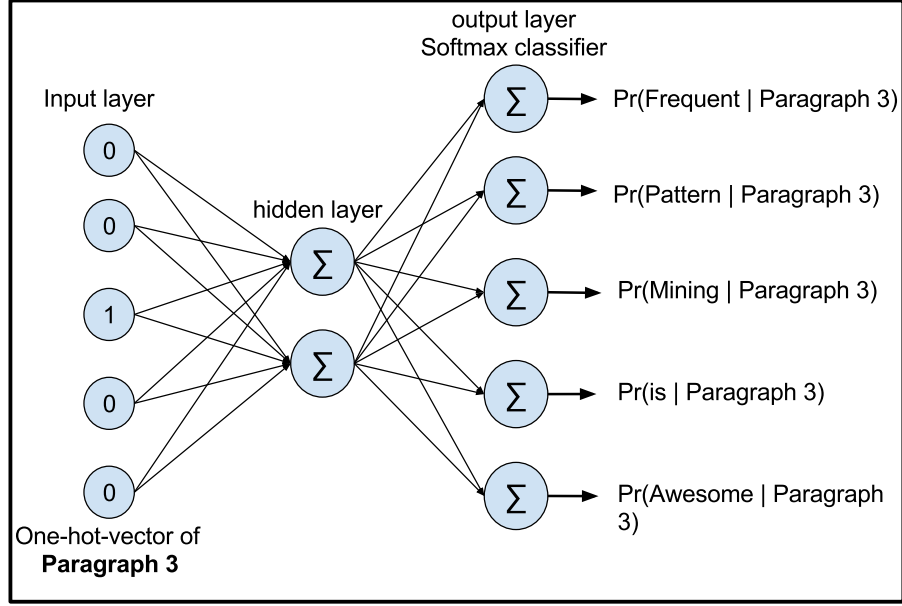 output layer
Softmax classifier
Input layer
0
0
1
0
0
One-hot-vector of
Paragraph 3
hidden layer
∑
∑
∑
∑
∑
∑
∑
Pr(Frequent | Paragraph 3)
Pr(Pattern | Paragraph 3)
Pr(Mining | Paragraph 3)
Pr(is | Paragraph 3)
Pr(Awesome | Paragraph
3)